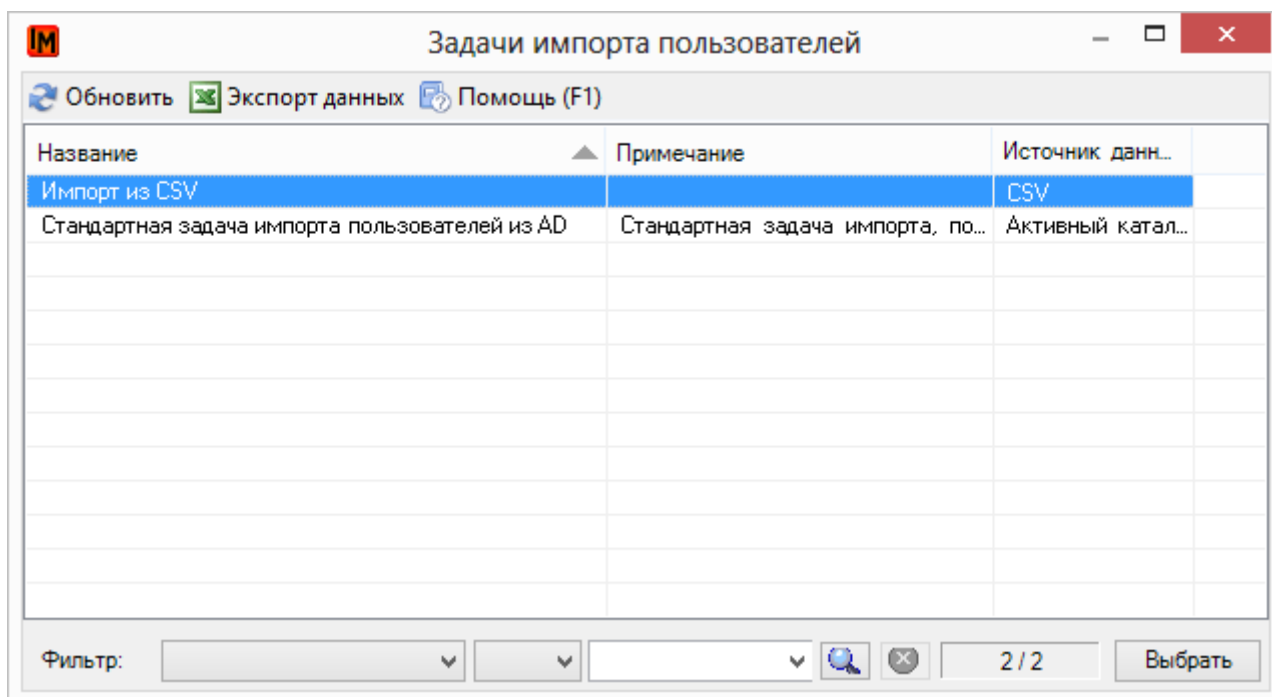 IM Задачи импорта пользователей
Обновить Экспорт данных Помощь (F1)
Название Примечание Источник данн...
Импорт из CSV CSV
Стандартная задача импорта пользователей из AD Стандартная задача импорта, по... Активный катал...
Фильтр: 2 / 2 Выбрать